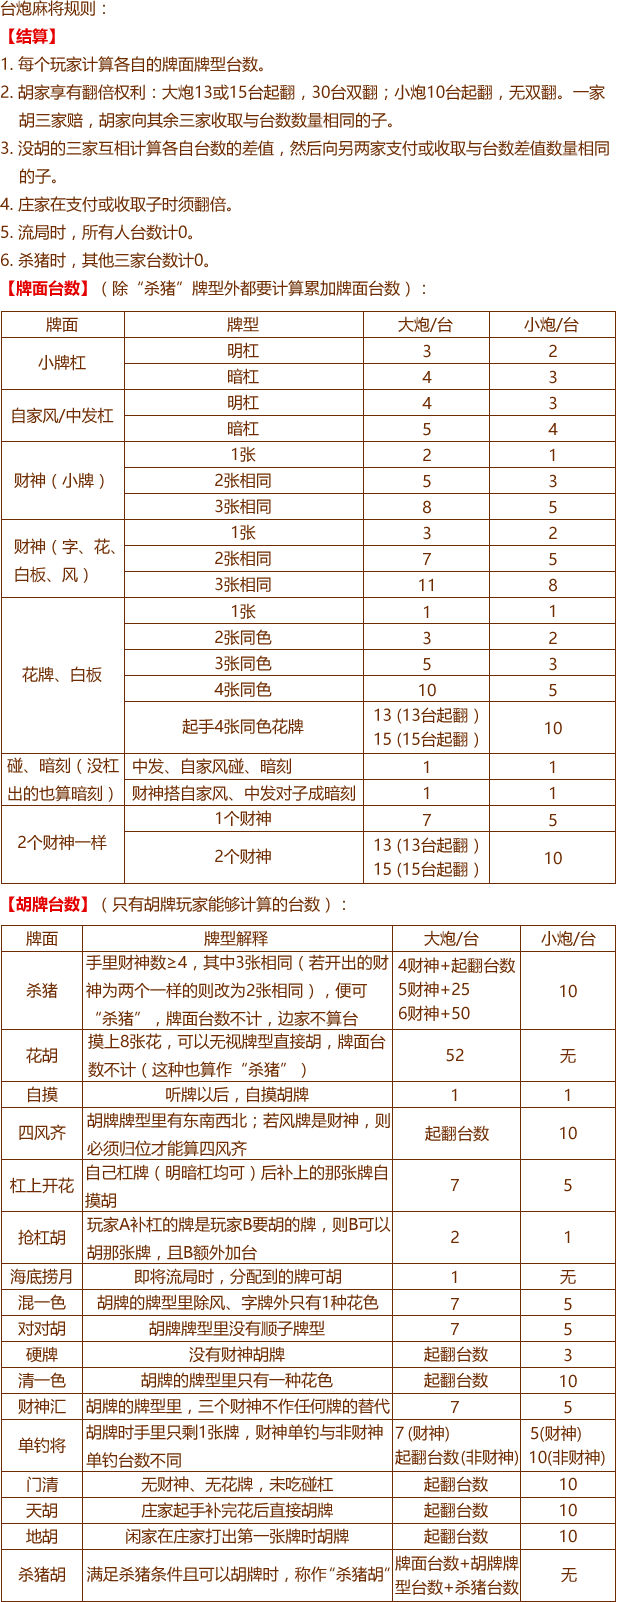 台炮麻将规则：
【结算】
1. 每个玩家计算各自的牌面牌型台数。
2. 胡家享有翻倍权利：大炮13或15台起翻，30台双翻；小炮10台起翻，无双翻。一家
胡三家赔，胡家向其余三家收取与台数数量相同的子。
3. 没胡的三家互相计算各自台数的差值，然后向另两家支付或收取与台数差值数量相同
的子。
4. 庄家在支付或收取子时须翻倍。
5. 流局时，所有人台数计0。
6. 杀猪时，其他三家台数计0。
【牌面台数】（除“杀猪”牌型外都要计算累加牌面台数）：
牌面 牌型 大炮/台 小炮/台
小牌杠 明杠 3 2
暗杠 4 3
自家风/中发杠 明杠 4 3
暗杠 5 4
财神（小牌） 1张 2 1
2张相同 5 3
3张相同 8 5
财神（字、花、
白板、风） 1张 3 2
2张相同 7 5
3张相同 11 8
花牌、白板 1张 1 1
2张同色 3 2
3张同色 5 3
4张同色 10 5
起手4张同色花牌 13 (13台起翻）
15 (15台起翻） 10
碰、暗刻（没杠
出的也算暗刻） 中发、自家风碰、暗刻 1 1
财神搭自家风、中发对子成暗刻 1 1
2个财神一样 1个财神 7 5
2个财神 13 (13台起翻）
15 (15台起翻） 10
【胡牌台数】（只有胡牌玩家能够计算的台数）：
牌面 牌型解释 大炮/台 小炮/台
杀猪 手里财神数≥4，其中3张相同（若开出的财
神为两个一样的则改为2张相同），便可
“杀猪”，牌面台数不计，边家不算台 4财神+起翻台数
5财神+25
6财神+50 10
花胡 摸上8张花，可以无视牌型直接胡，牌面台
数不计（这种也算作“杀猪”） 52 无
自摸 听牌以后，自摸胡牌 1 1
四风齐 胡牌牌型里有东南西北；若风牌是财神，则
必须归位才能算四风齐 起翻台数 10
杠上开花 自己杠牌（明暗杠均可）后补上的那张牌自
摸胡 7 5
抢杠胡 玩家A补杠的牌是玩家B要胡的牌，则B可以
胡那张牌，且B额外加台 2 1
海底捞月 即将流局时，分配到的牌可胡 1 无
混一色 胡牌的牌型里除风、字牌外只有1种花色 7 5
对对胡 胡牌牌型里没有顺子牌型 7 5
硬牌 没有财神胡牌 起翻台数 3
清一色 胡牌的牌型里只有一种花色 起翻台数 10
财神汇 胡牌的牌型里，三个财神不作任何牌的替代 7 5
单钓将 胡牌时手里只剩1张牌，财神单钓与非财神
单钓台数不同 7 (财神)
起翻台数(非财神) 5(财神)
10(非财神)
门清 无财神、无花牌，未吃碰杠 起翻台数 10
天胡 庄家起手补完花后直接胡牌 起翻台数 10
地胡 闲家在庄家打出第一张牌时胡牌 起翻台数 10
杀猪胡 满足杀猪条件且可以胡牌时，称作“杀猪胡” 牌面台数+胡牌牌
型台数+杀猪台数 无